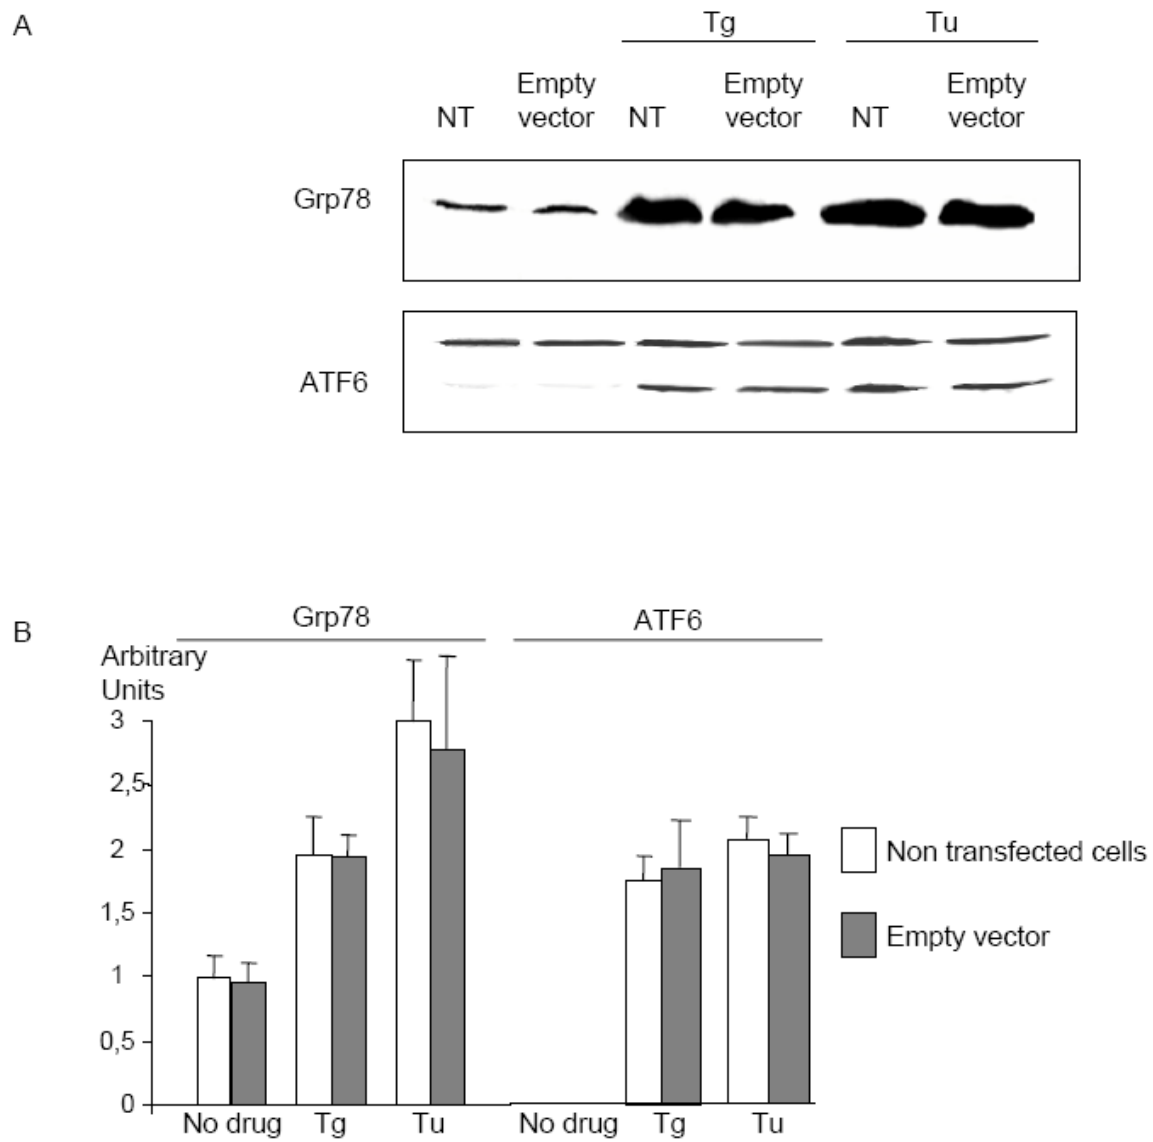 A
Tg Tu
Empty Empty Empty
NT vector NT vector NT vector
Grp78
ATF6
B
Grp78 ATF6
Arbitrary
Units
3
2,5
2
1,5
1
0,5
0
Non transfected cells
Empty vector
No drug Tg Tu No drug Tg Tu